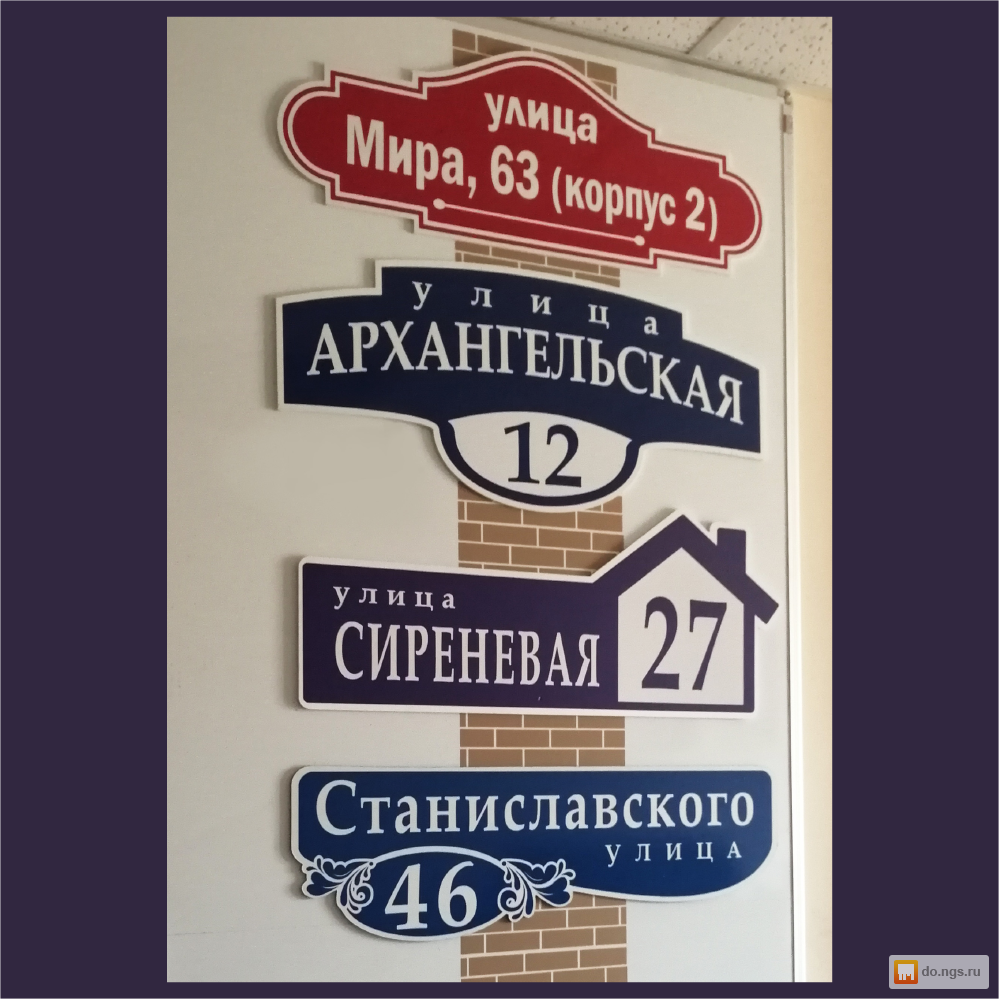 улица
Мира, 63 (корпус 2)
улица
АРХАНГЕЛЬСКАЯ
12
улица
СИРЕНЕВАЯ
27
Станиславского
улица
46
do.ngs.ru